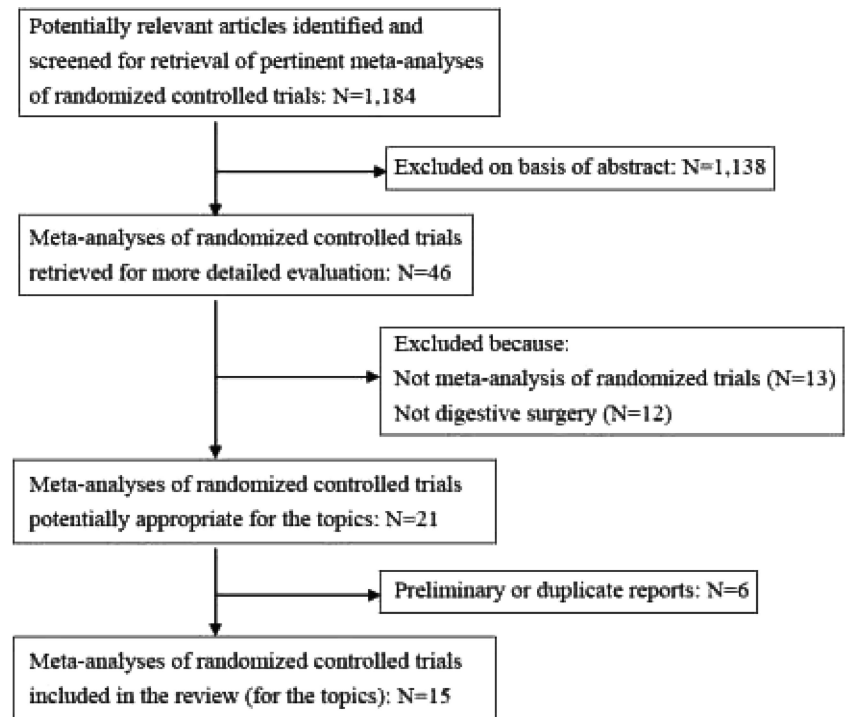 Potentially relevant articles identified and
screened for retrieval of pertinent meta-analyses
of randomized controlled trials: N=1,184
Excluded on basis of abstract: N=1,138
Meta-analyses of randomized controlled trials
retrieved for more detailed evaluation: N=46
Excluded because:
Not meta-analysis of randomized trials (N=13)
Not digestive surgery (N=12)
Meta-analyses of randomized controlled trials
potentially appropriate for the topics: N=21
Preliminary or duplicate reports: N=6
Meta-analyses of randomized controlled trials
included in the review (for the topics): N=15